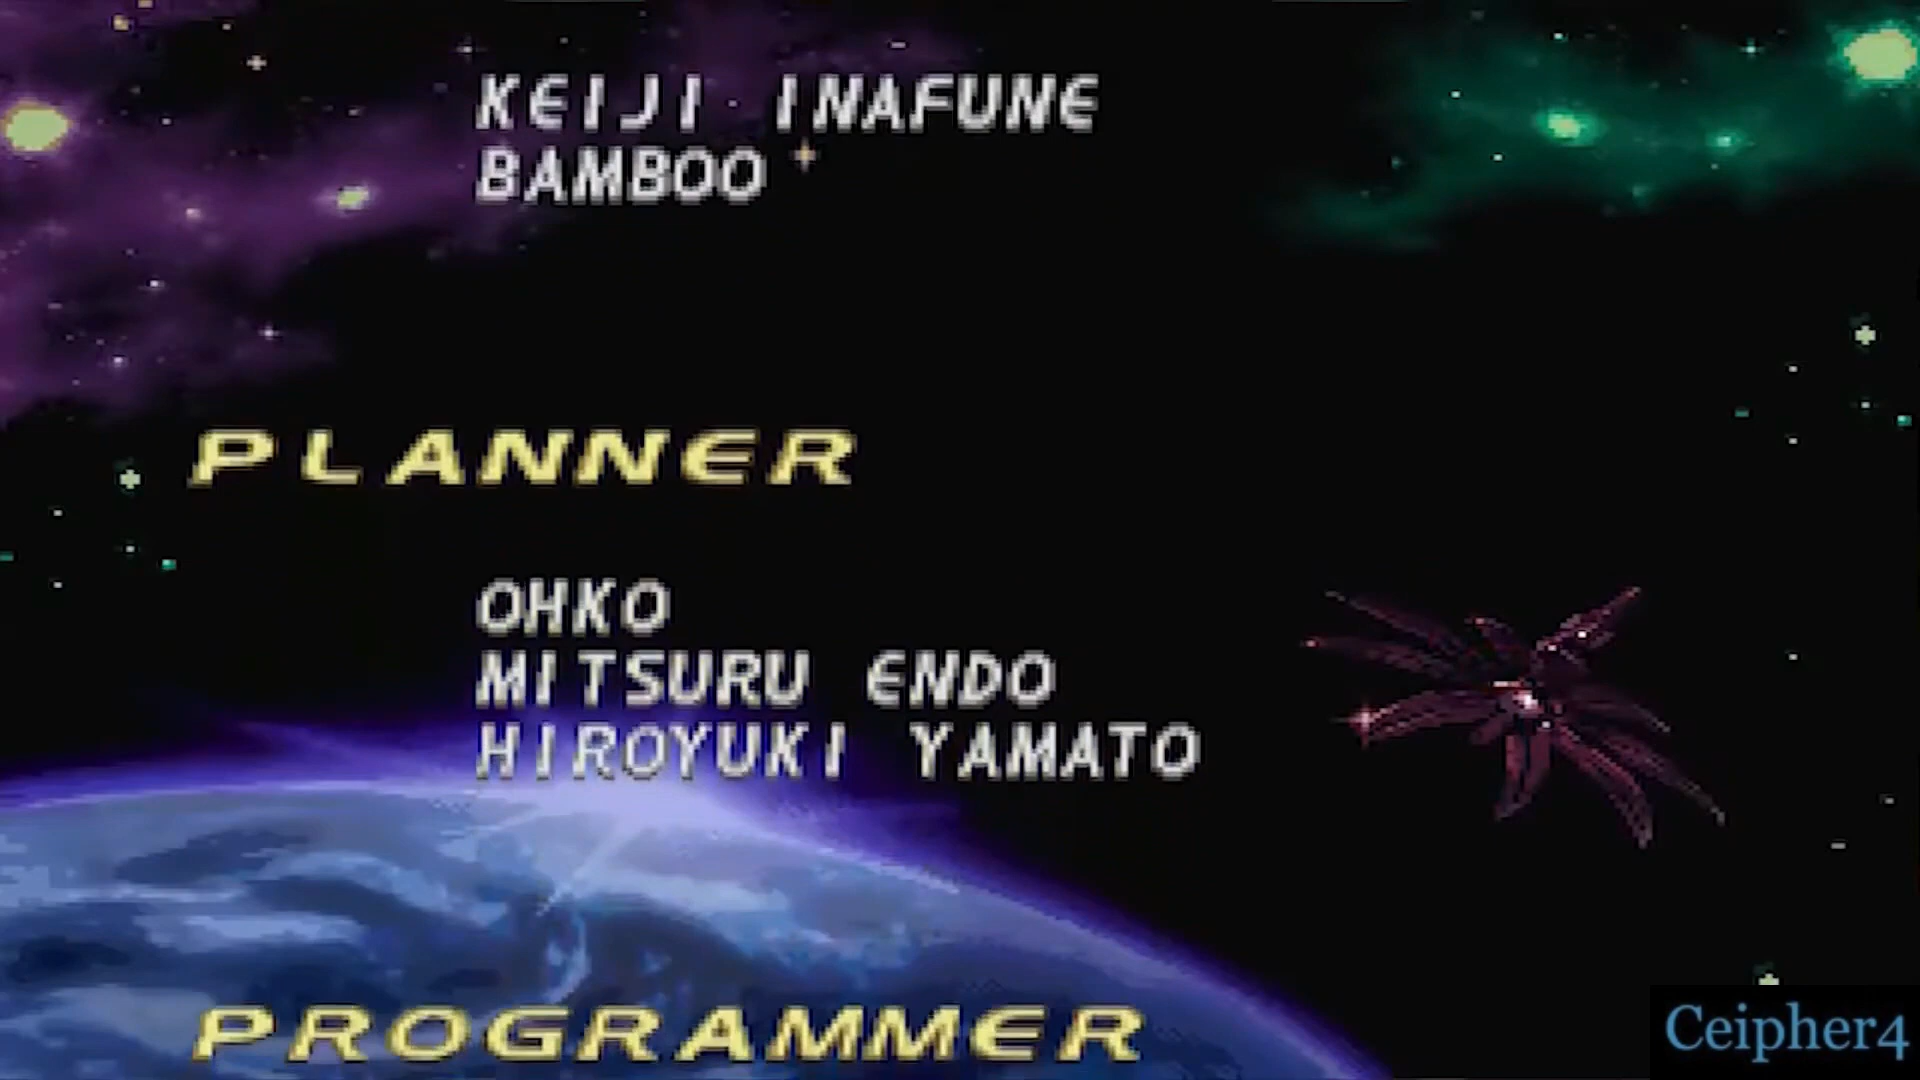 KEIJI INAFUNE
BAMBOO
PLANNER
OHKO
MITSURU ENDO
HIROYUKI YAMATO
PROGRAMMER
Ceipher4